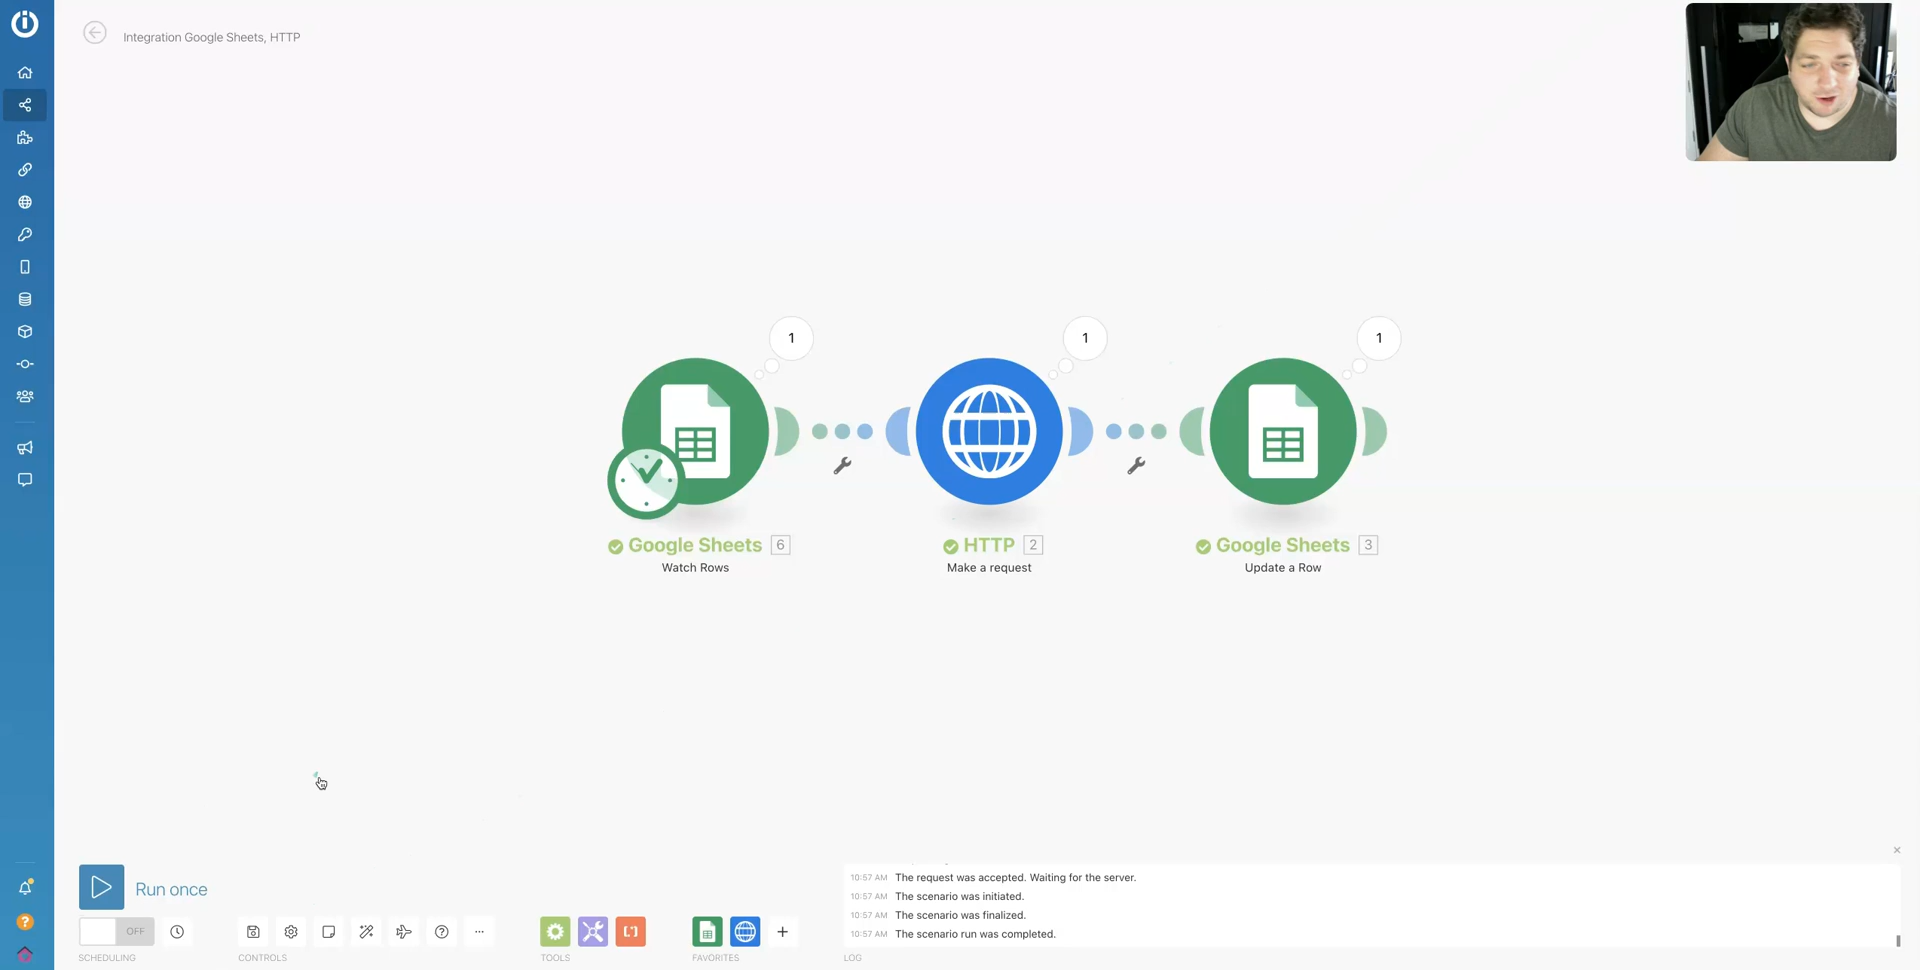 Integration Google Sheets, HTTP
1
1
1
Google Sheets 6
Watch Rows
HTTP 2
Make a request
Google Sheets 3
Update a Row
Run once
OFF
SCHEDULING
CONTROLS
TOOLS
FAVORITES
10:57 AM The request was accepted. Waiting for the server.
10:57 AM The scenario was initiated.
10:57 AM The scenario was finalized.
10:57 AM The scenario run was completed.
LOG